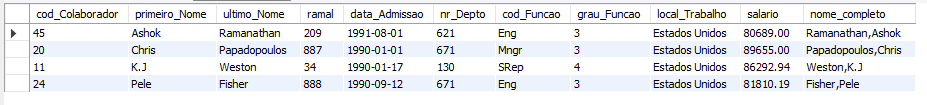 cod_Colaborador primeiro_Nome ultimo_Nome ramal data_Admissao nr_Depto cod_Funcao grau_Funcao local_Trabalho salario nome_completo
45 Ashok Ramanathan 209 1991-08-01 621 Eng 3 Estados Unidos 80689.00 Ramanathan,Ashok
20 Chris Papadopoulos 887 1990-01-01 671 Mngr 3 Estados Unidos 89655.00 Papadopoulos,Chris
11 K.J Weston 34 1990-01-17 130 SRep 4 Estados Unidos 86292.94 Weston,K.J
24 Pele Fisher 888 1990-09-12 671 Eng 3 Estados Unidos 81810.19 Fisher,Pele